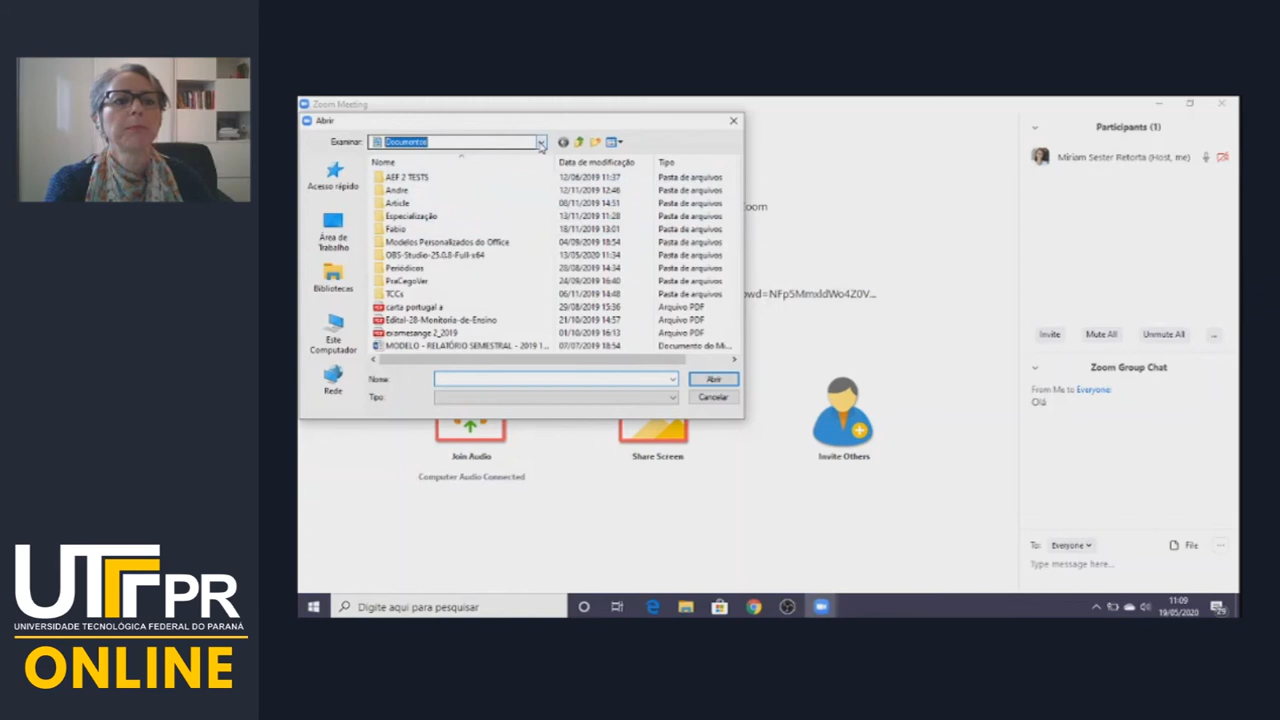 Zoom Meeting
Abrir
Examinar: Documentos
Nome Data de modificação Tipo
AEF 2 TESTS 12/06/2019 11:37 Pasta de arquivos
Andre 12/11/2019 12:46 Pasta de arquivos
Article 08/11/2019 14:51 Pasta de arquivos
Especialização 13/11/2019 11:28 Pasta de arquivos
Fabio 18/11/2019 13:01 Pasta de arquivos
Modelos Personalizados do Office 04/09/2019 18:54 Pasta de arquivos
OBS-Studio-25.0.8-Full-x64 13/05/2020 11:34 Pasta de arquivos
Periódicos 28/08/2019 14:34 Pasta de arquivos
PraCegoVer 24/09/2019 16:40 Pasta de arquivos
TCCs 06/11/2019 14:48 Pasta de arquivos
carta portugal a 29/08/2019 15:36 Arquivo PDF
Edital-28-Monitoria-de-Ensino 21/10/2019 14:57 Arquivo PDF
examesange 2_2019 01/10/2019 16:13 Arquivo PDF
MODELO - RELATÓRIO SEMESTRAL - 2019 1... 07/07/2019 18:54 Documento do Mi...
Acesso rápido
Área de
Trabalho
Bibliotecas
Este
Computador
Rede
Nome: Abrir
Tipo: Cancelar
oom
owd=NFp5MmxldWo4Z0V...
Join Audio
Computer Audio Connected
Share Screen
Invite Others
Participants (1)
Miriam Sester Retorta (Host, me)
Invite Mute All Unmute All ...
Zoom Group Chat
From Me to Everyone:
Olá
To: Everyone File ...
Type message here...
Digite aqui para pesquisar
11:09
19/05/2020
UTFPR
UNIVERSIDADE TECNOLÓGICA FEDERAL DO PARANÁ
ONLINE